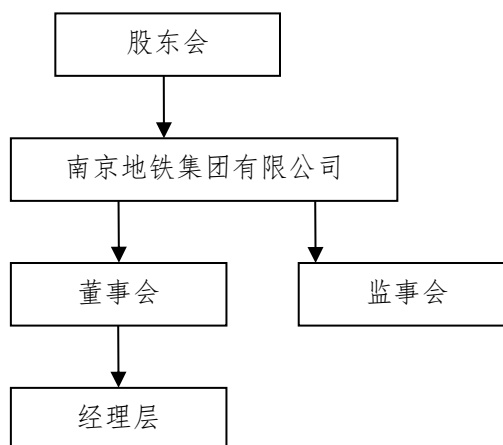 股东会
南京地铁集团有限公司
董事会
监事会
经理层